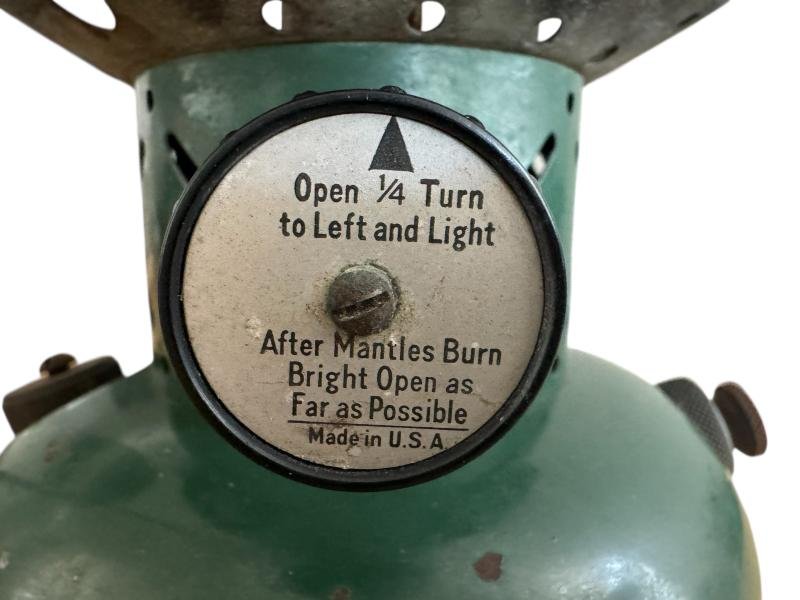 Open ¼ Turn
to Left and Light
After Mantles Burn
Bright Open as
Far as Possible
Made in U.S.A.